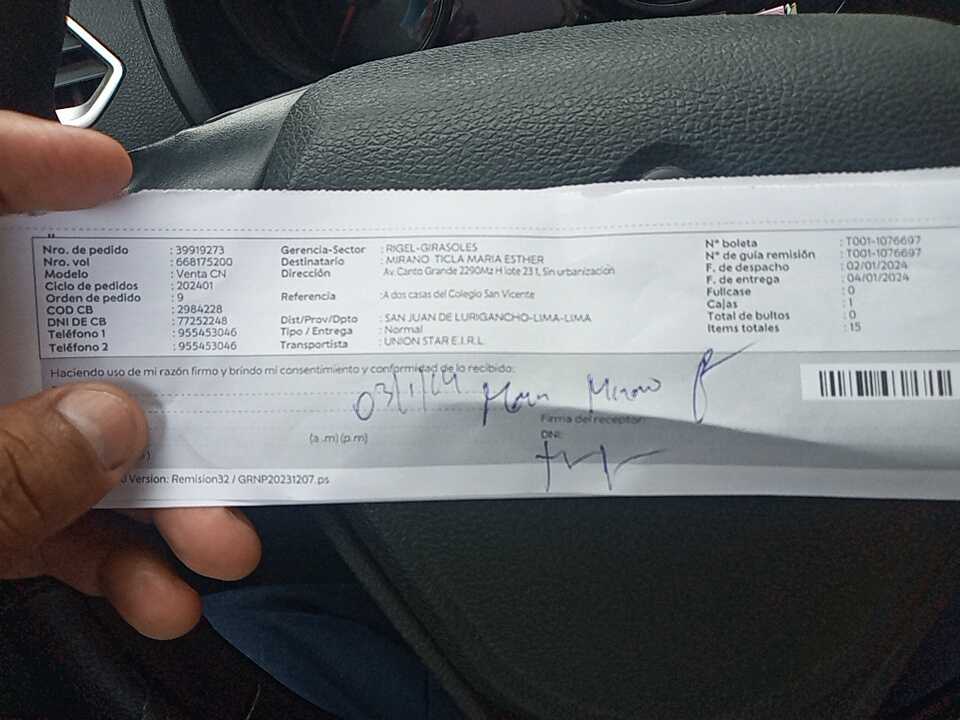 Nro. de pedido : 39919273
Nro. vol : 668175200
Modelo : Venta CN
Ciclo de pedidos : 202401
Orden de pedido : 9
COD CB : 2984228
DNI DE CB : 77252248
Teléfono 1 : 955453046
Teléfono 2 : 955453046
Gerencia-Sector : RIGEL-GIRASOLES
Destinatario : MIRANO TICLA MARIA ESTHER
Dirección Av. Canto Grande 2290Mz H lote 23 1, Sin urbanización
Referencia : A dos casas del Colegio San Vicente
Dist/Prov/Dpto : SAN JUAN DE LURIGANCHO-LIMA-LIMA
Tipo / Entrega : Normal
Transportista : UNION STAR E.I.R.L.
N° boleta : T001-1076697
N° de guía remisión : T001-1076697
F. de despacho : 02/01/2024
F. de entrega : 04/01/2024
Fullcase : 0
Cajas : 1
Total de bultos : 0
Items totales : 15
Haciendo uso de mi razón firmo y brindo mi consentimiento y conformidad de lo recibido:
03/1/24 Mirano
Firma del receptor:
(a .m) (p.m)
DNI:
Version: Remision32 / GRNP20231207.ps